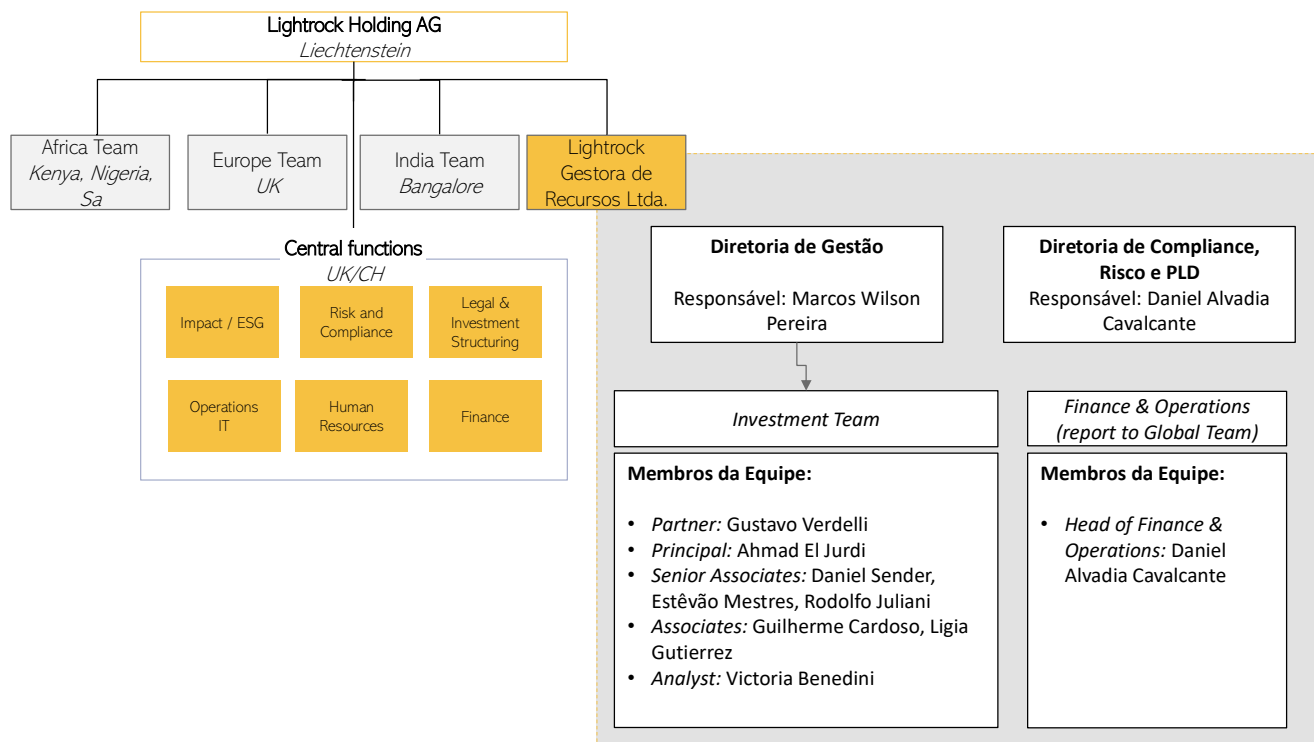 Lightrock Holding AG
Liechtenstein
Africa Team
Kenya, Nigeria,
Sa
Europe Team
UK
India Team
Bangalore
Lightrock
Gestora de
Recursos Ltda.
Central functions
UK/CH
Impact / ESG
Risk and
Compliance
Legal &
Investment
Structuring
Operations
IT
Human
Resources
Finance
Diretoria de Gestão
Responsável: Marcos Wilson
Pereira
Diretoria de Compliance,
Risco e PLD
Responsável: Daniel Alvadia
Cavalcante
Investment Team
Finance & Operations
(report to Global Team)
Membros da Equipe:
• Partner: Gustavo Verdelli
• Principal: Ahmad El Jurdi
• Senior Associates: Daniel Sender,
Estêvão Mestres, Rodolfo Juliani
• Associates: Guilherme Cardoso, Ligia
Gutierrez
• Analyst: Victoria Benedini
Membros da Equipe:
• Head of Finance &
Operations: Daniel
Alvadia Cavalcante